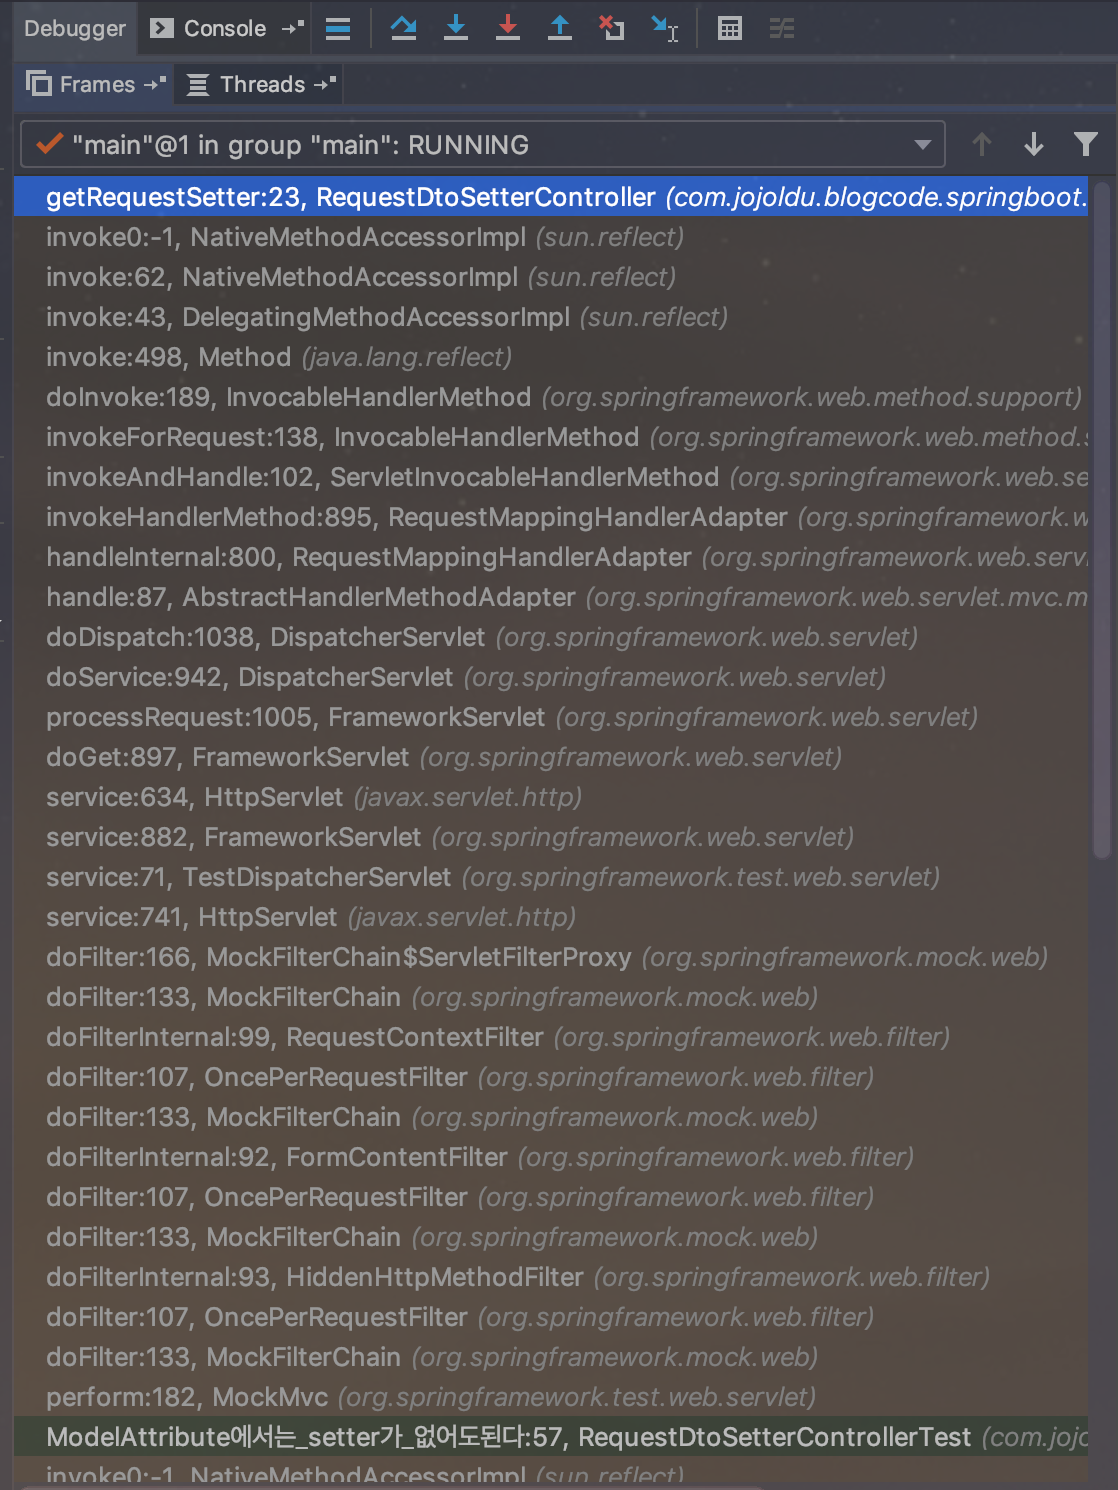 Debugger Console
Frames Threads
"main"@1 in group "main": RUNNING
getRequestSetter:23, RequestDtoSetterController (com.jojoldu.blogcode.springboot.
invoke0:-1, NativeMethodAccessorImpl (sun.reflect)
invoke:62, NativeMethodAccessorImpl (sun.reflect)
invoke:43, DelegatingMethodAccessorImpl (sun.reflect)
invoke:498, Method (java.lang.reflect)
doInvoke:189, InvocableHandlerMethod (org.springframework.web.method.support)
invokeForRequest:138, InvocableHandlerMethod (org.springframework.web.method.s
invokeAndHandle:102, ServletInvocableHandlerMethod (org.springframework.web.se
invokeHandlerMethod:895, RequestMappingHandlerAdapter (org.springframework.w
handleInternal:800, RequestMappingHandlerAdapter (org.springframework.web.serv
handle:87, AbstractHandlerMethodAdapter (org.springframework.web.servlet.mvc.m
doDispatch:1038, DispatcherServlet (org.springframework.web.servlet)
doService:942, DispatcherServlet (org.springframework.web.servlet)
processRequest:1005, FrameworkServlet (org.springframework.web.servlet)
doGet:897, FrameworkServlet (org.springframework.web.servlet)
service:634, HttpServlet (javax.servlet.http)
service:882, FrameworkServlet (org.springframework.web.servlet)
service:71, TestDispatcherServlet (org.springframework.test.web.servlet)
service:741, HttpServlet (javax.servlet.http)
doFilter:166, MockFilterChain$ServletFilterProxy (org.springframework.mock.web)
doFilter:133, MockFilterChain (org.springframework.mock.web)
doFilterInternal:99, RequestContextFilter (org.springframework.web.filter)
doFilter:107, OncePerRequestFilter (org.springframework.web.filter)
doFilter:133, MockFilterChain (org.springframework.mock.web)
doFilterInternal:92, FormContentFilter (org.springframework.web.filter)
doFilter:107, OncePerRequestFilter (org.springframework.web.filter)
doFilter:133, MockFilterChain (org.springframework.mock.web)
doFilterInternal:93, HiddenHttpMethodFilter (org.springframework.web.filter)
doFilter:107, OncePerRequestFilter (org.springframework.web.filter)
doFilter:133, MockFilterChain (org.springframework.mock.web)
perform:182, MockMvc (org.springframework.test.web.servlet)
ModelAttribute에서는_setter가_없어도된다:57, RequestDtoSetterControllerTest (com.jojo
invoke0:-1, NativeMethodAccessorImpl (sun.reflect)